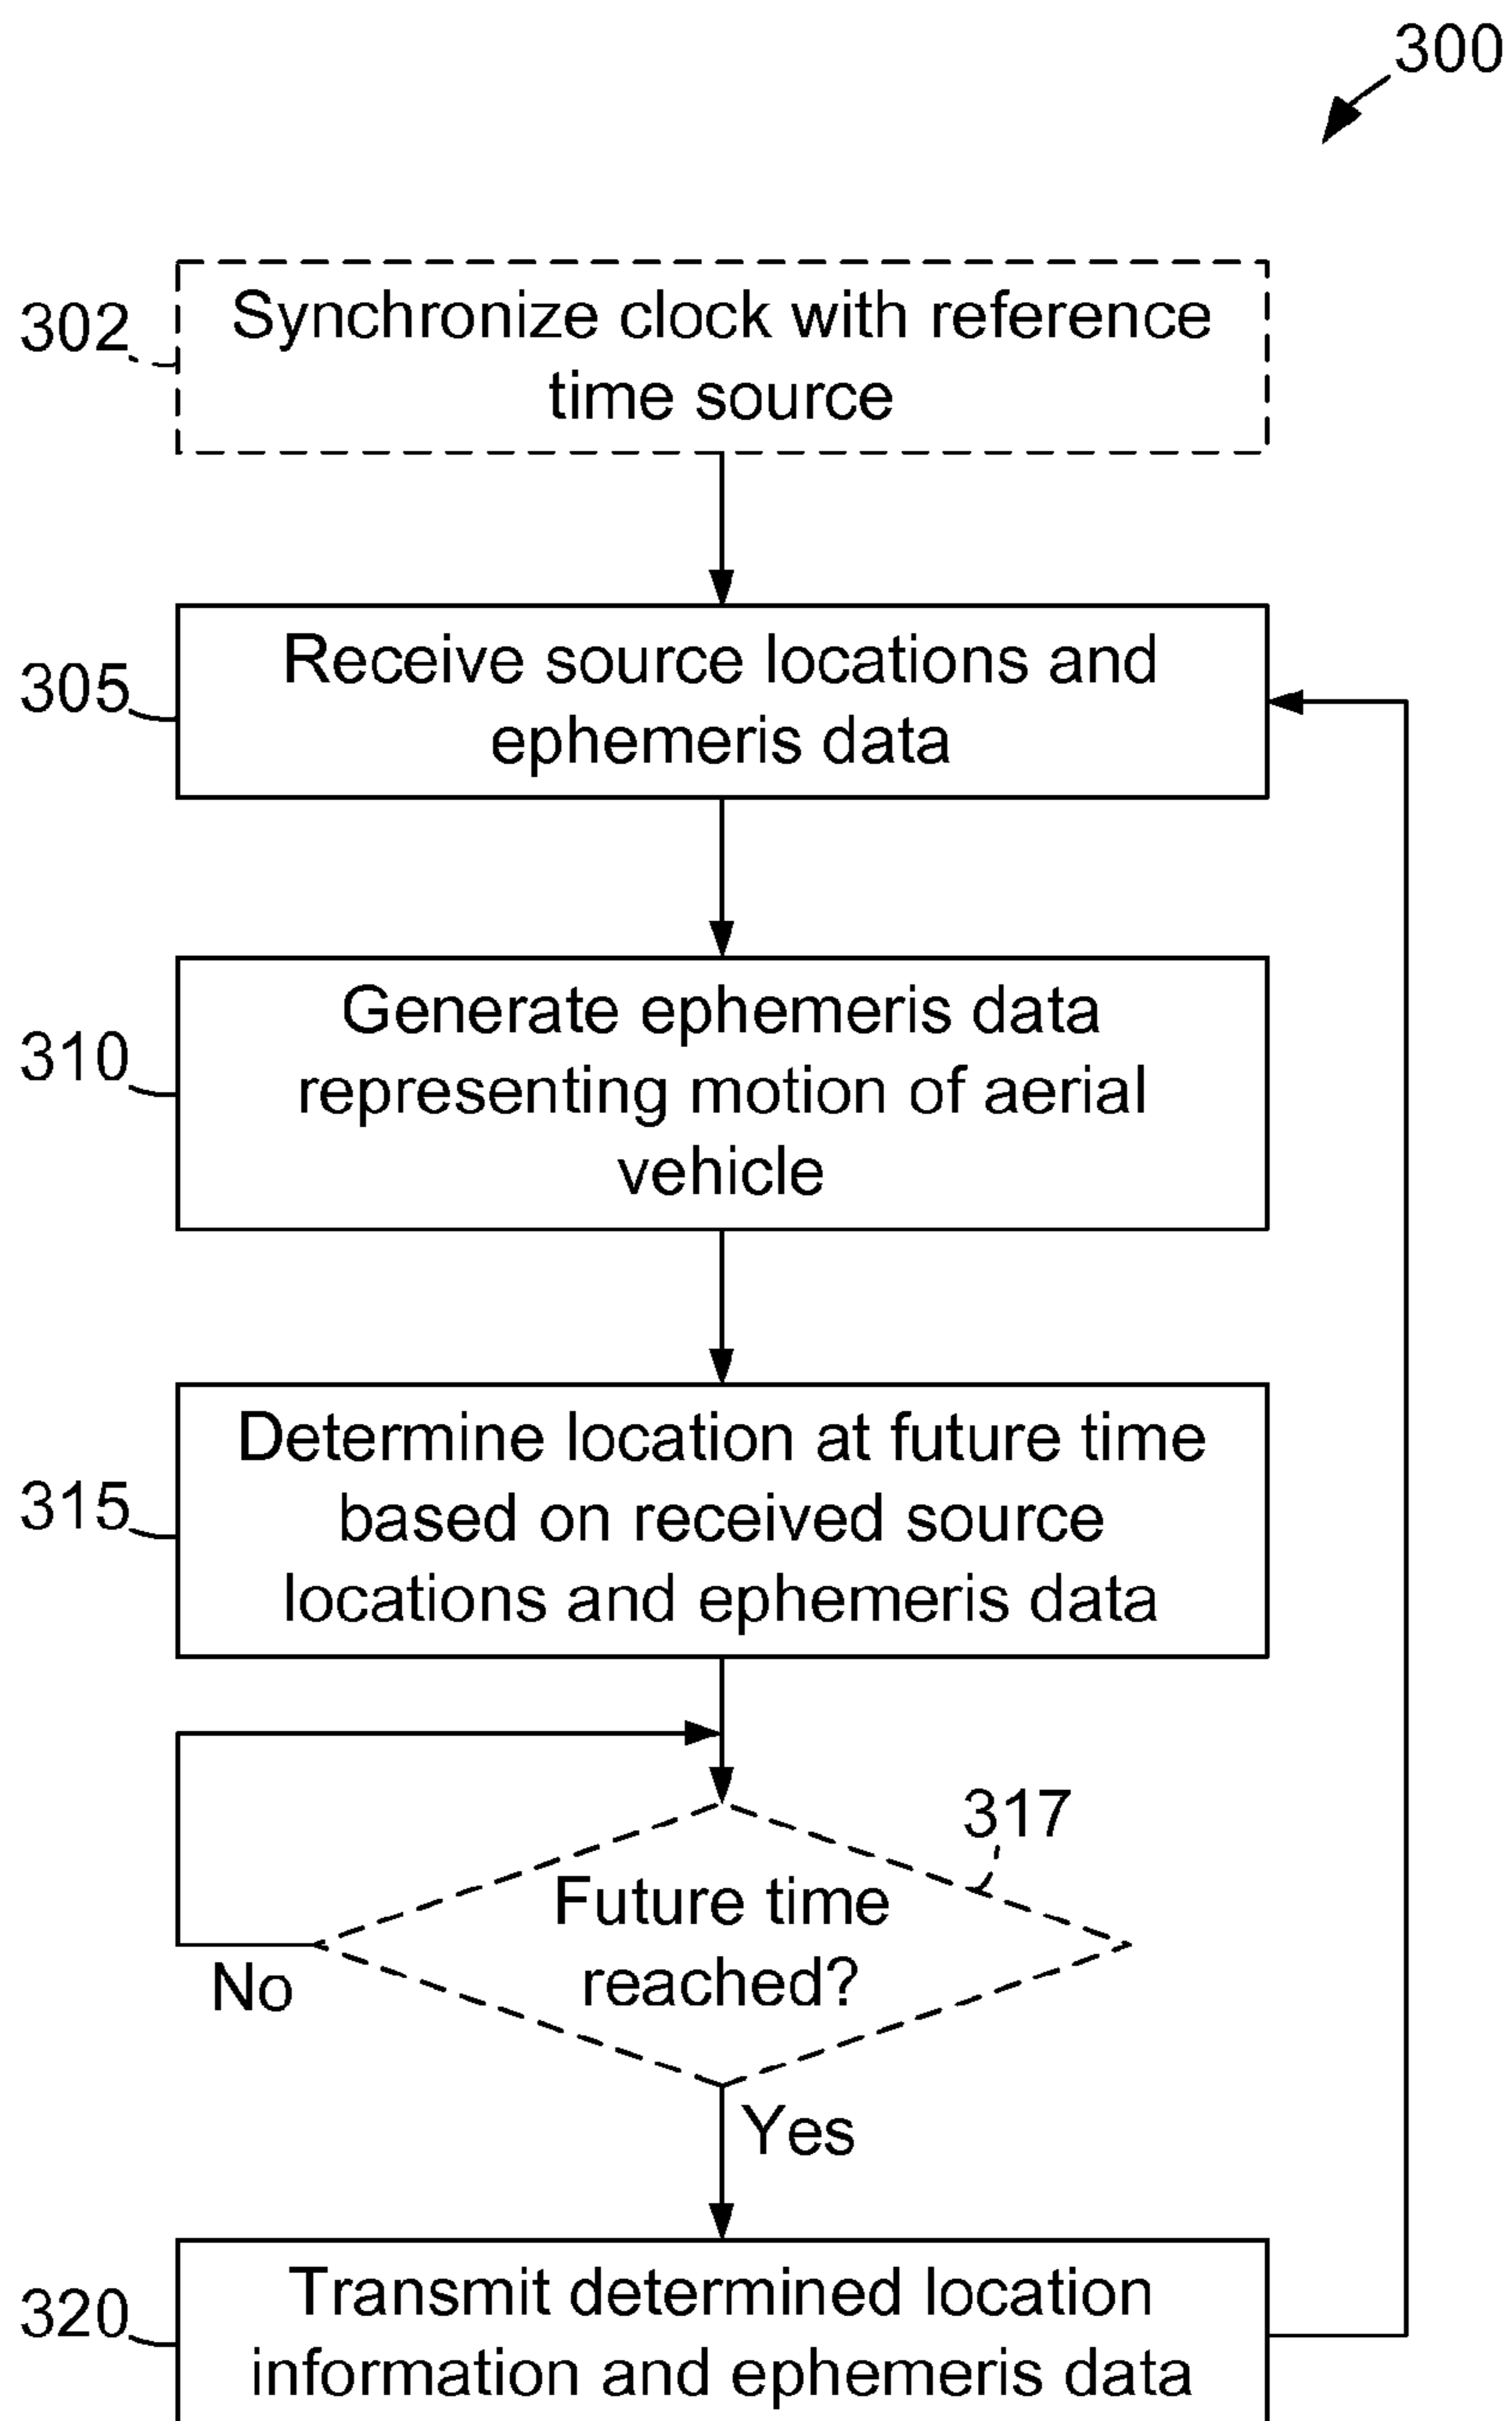 300
302
Synchronize clock with reference
time source
305
Receive source locations and
ephemeris data
310
Generate ephemeris data
representing motion of aerial
vehicle
315
Determine location at future time
based on received source
locations and ephemeris data
317
Future time
reached?
No
Yes
320
Transmit determined location
information and ephemeris data